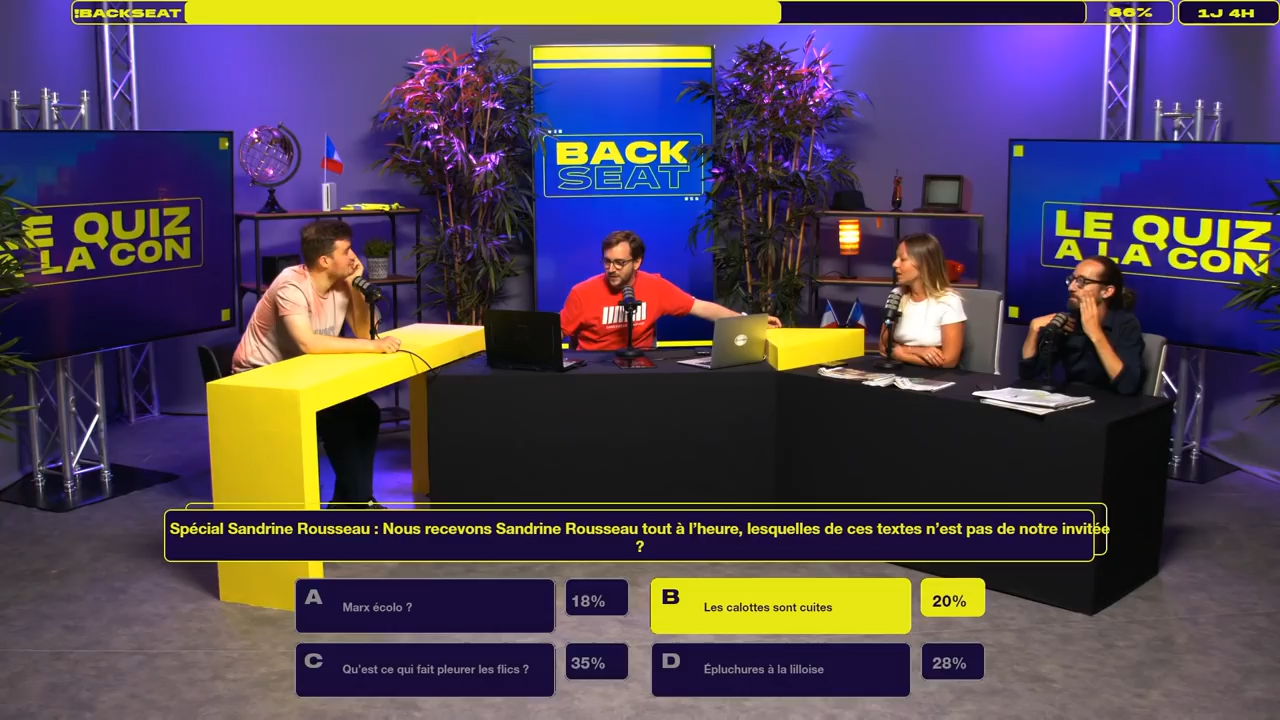 !BACKSEAT
66%
1J 4H
BACK
SEAT
LE QUIZ
A LA CON
LE QUIZ
LA CON
Spécial Sandrine Rousseau : Nous recevons Sandrine Rousseau tout à l'heure, lesquelles de ces textes n'est pas de notre invitée
?
A
Marx écolo ?
18%
B
Les calottes sont cuites
20%
C
Qu'est ce qui fait pleurer les flics ?
35%
D
Épluchures à la lilloise
28%